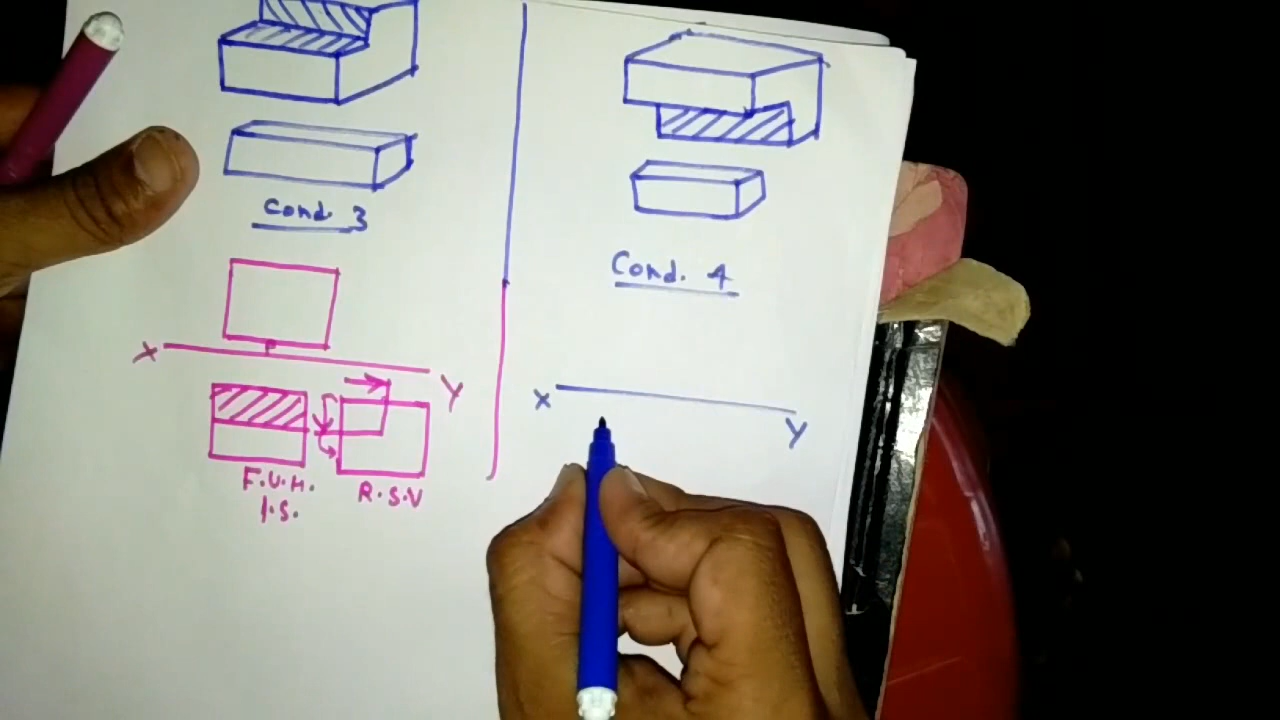 Cond. 3
X
Y
F.U.H.
I.S.
R.S.V
Cond. 4
X
Y